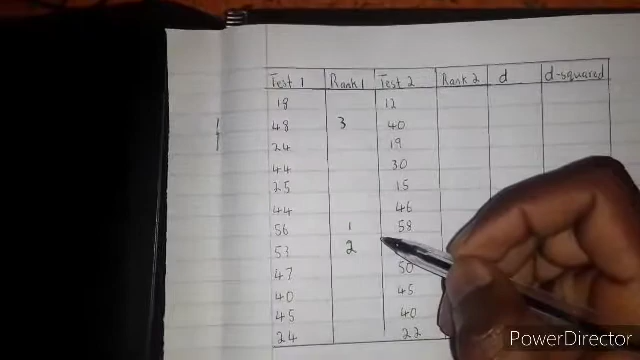 Test 1 Rank 1 Test 2 Rank 2 d d-squared
18 12
48 3 40
24 19
44 30
25 15
44 46
56 1 58
53 2
47 50
40 45
45 40
24 22
PowerDirector